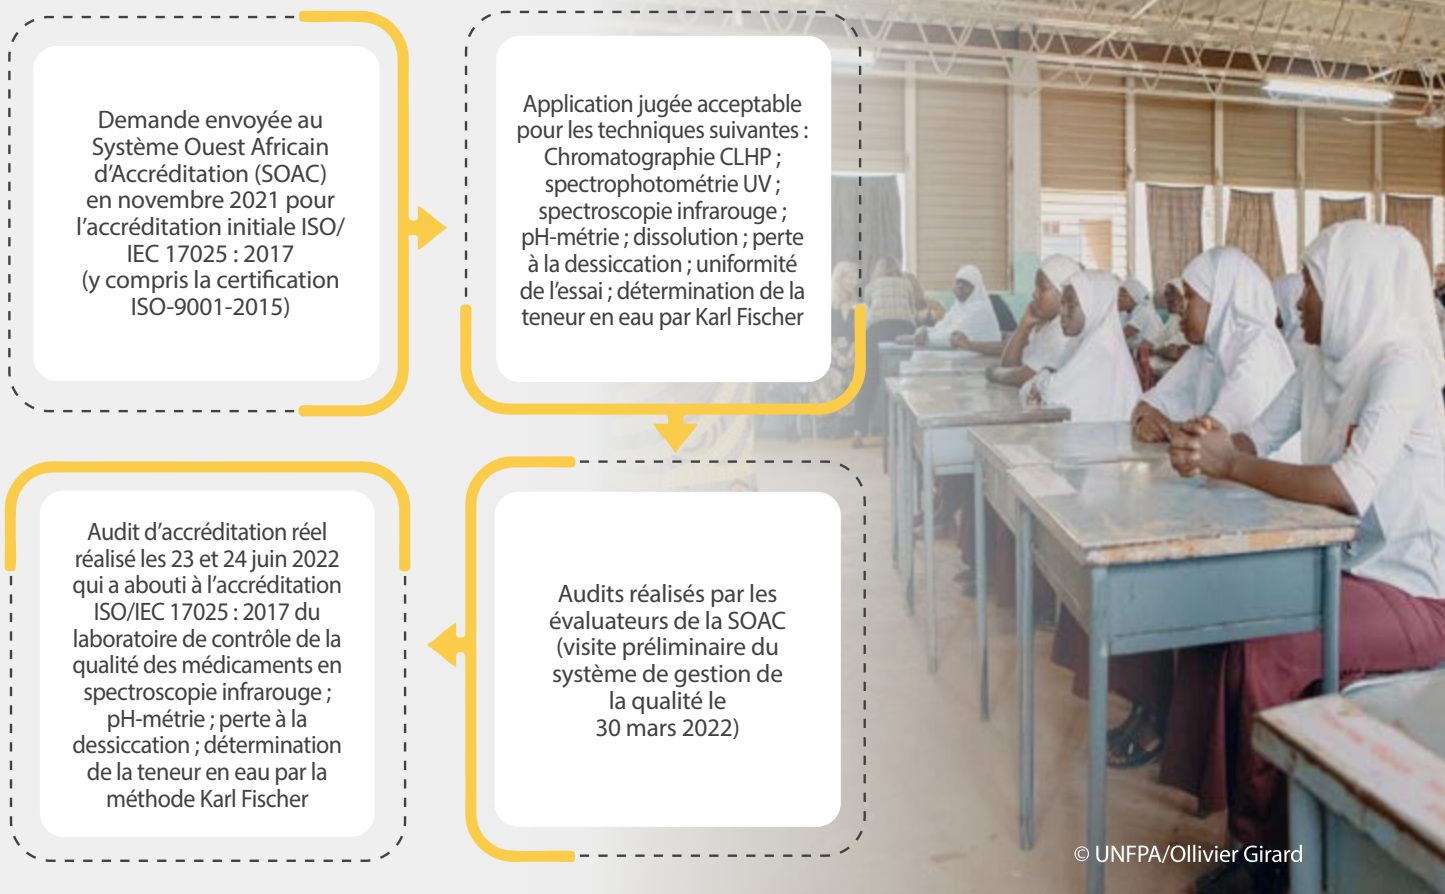 Demande envoyée au
Système Ouest Africain
d’Accréditation (SOAC)
en novembre 2021 pour
l’accréditation initiale ISO/
IEC 17025 : 2017
(y compris la certification
ISO-9001-2015)
Application jugée acceptable
pour les techniques suivantes :
Chromatographie CLHP ;
spectrophotométrie UV ;
spectroscopie infrarouge ;
pH-métrie ; dissolution ; perte
à la dessiccation ; uniformité
de l’essai ; détermination de la
teneur en eau par Karl Fischer
Audits réalisés par les
évaluateurs de la SOAC
(visite préliminaire du
système de gestion de
la qualité le
30 mars 2022)
Audit d’accréditation réel
réalisé les 23 et 24 juin 2022
qui a abouti à l’accréditation
ISO/IEC 17025 : 2017 du
laboratoire de contrôle de la
qualité des médicaments en
spectroscopie infrarouge ;
pH-métrie ; perte à la
dessiccation ; détermination
de la teneur en eau par la
méthode Karl Fischer
© UNFPA/Ollivier Girard